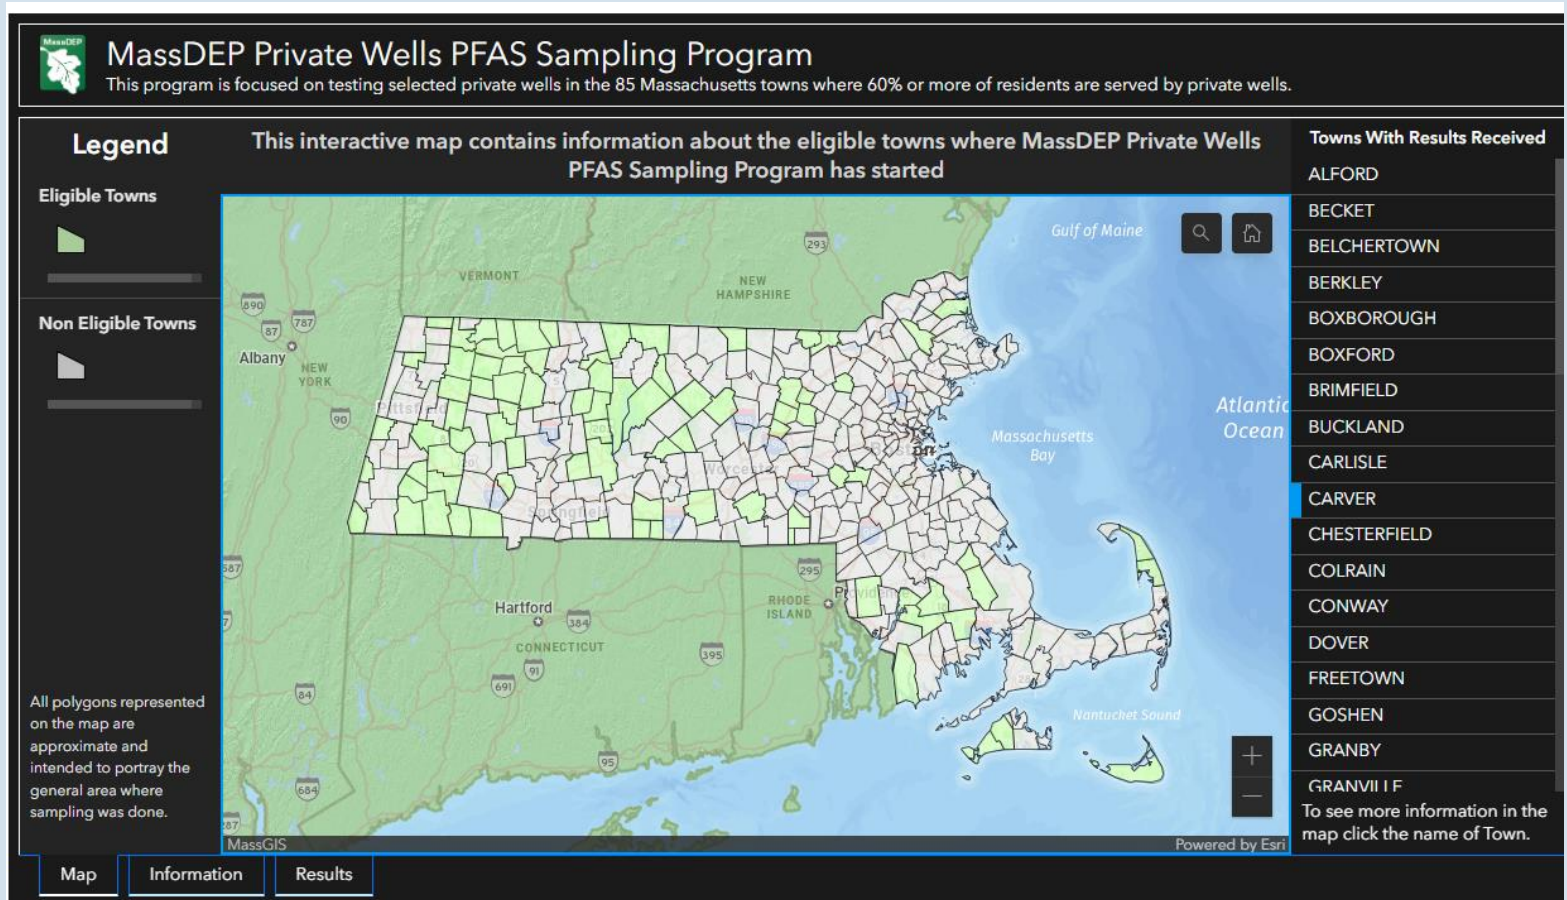 MassDEP
MassDEP Private Wells PFAS Sampling Program
This program is focused on testing selected private wells in the 85 Massachusetts towns where 60% or more of residents are served by private wells.
Legend
Eligible Towns
Non Eligible Towns
All polygons represented
on the map are
approximate and
intended to portray the
general area where
sampling was done.
This interactive map contains information about the eligible towns where MassDEP Private Wells
PFAS Sampling Program has started
Gulf of Maine
293
VERMONT
NEW
HAMPSHIRE
890
87
787
Albany
NEW
YORK
90
Pittsfield
Atlantic
Ocean
Massachusetts
Bay
Boston
Worcester
Springfield
587
295
Providence
RHODE
ISLAND
Hartford
384
CONNECTICUT
395
91
691
84
Nantucket Sound
95
684
87
MassGIS
Powered by Esri
Towns With Results Received
ALFORD
BECKET
BELCHERTOWN
BERKLEY
BOXBOROUGH
BOXFORD
BRIMFIELD
BUCKLAND
CARLISLE
CARVER
CHESTERFIELD
COLRAIN
CONWAY
DOVER
FREETOWN
GOSHEN
GRANBY
GRANVILLE
To see more information in the
map click the name of Town.
Map
Information
Results